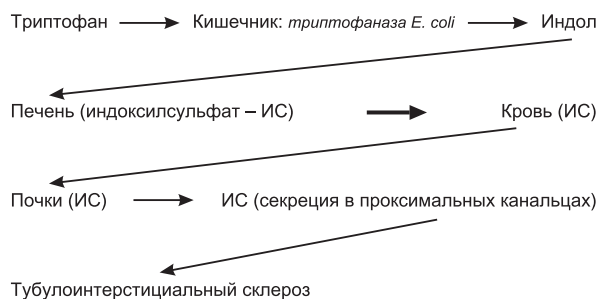 Триптофан Кишечник: триптофаназа E. coli Индол
Печень (индоксилсульфат – ИС) Кровь (ИС)
Почки (ИС) ИС (секреция в проксимальных канальцах)
Тубулоинтерстициальный склероз